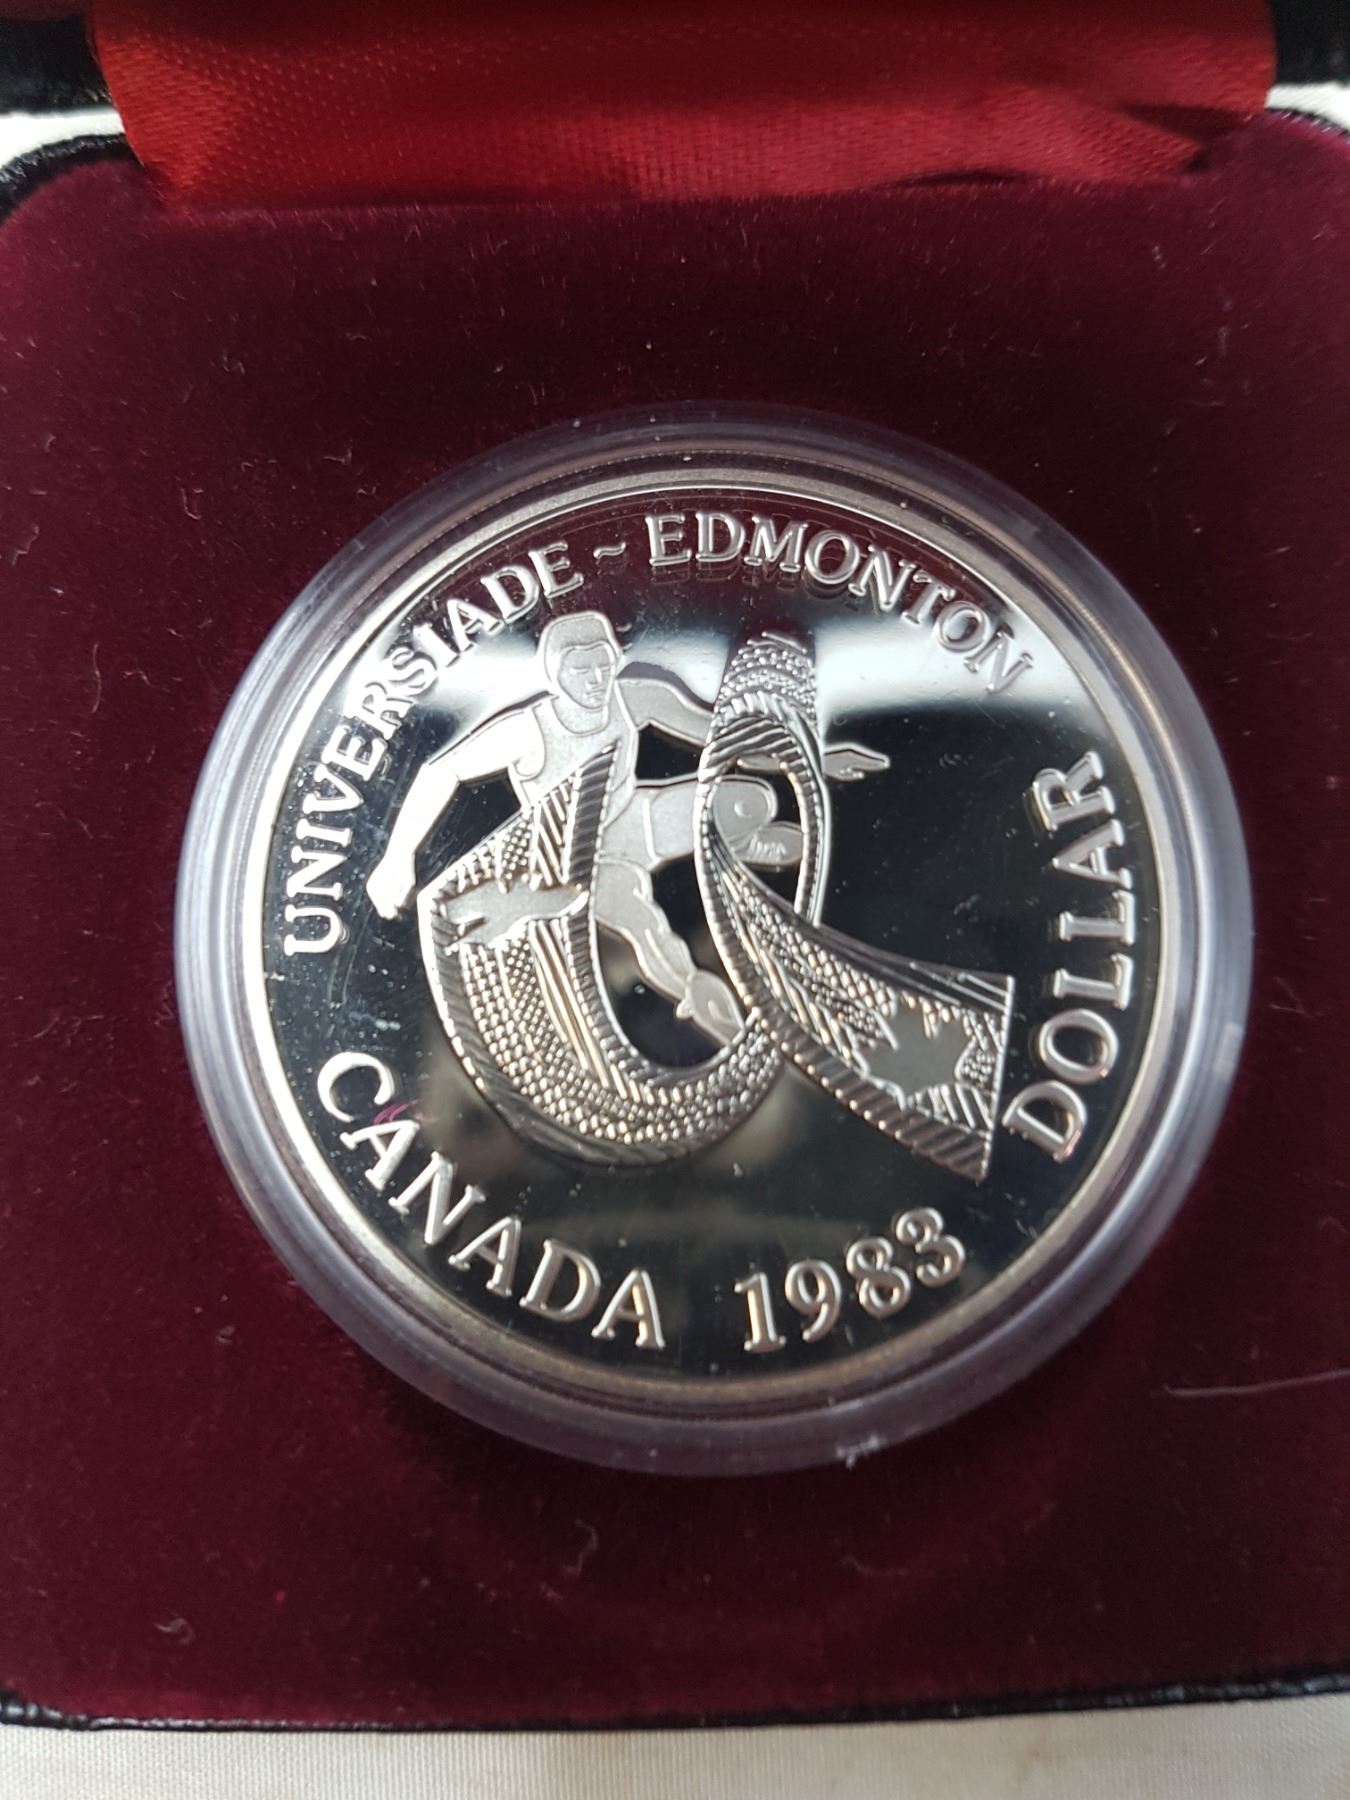 UNIVERSIADE ~ EDMONTON
DOLLAR
CANADA 1983